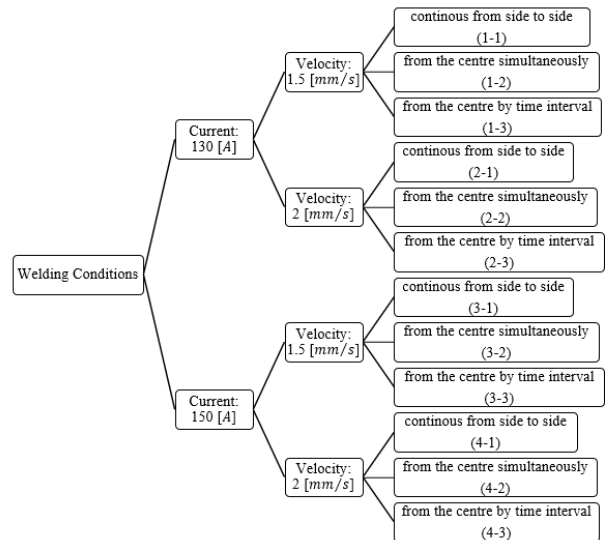 Welding Conditions
Current:
130 [A]
Velocity:
1.5 [mm/s]
continous from side to side
(1-1)
from the centre simultaneously
(1-2)
from the centre by time interval
(1-3)
Velocity:
2 [mm/s]
continous from side to side
(2-1)
from the centre simultaneously
(2-2)
from the centre by time interval
(2-3)
Current:
150 [A]
Velocity:
1.5 [mm/s]
continous from side to side
(3-1)
from the centre simultaneously
(3-2)
from the centre by time interval
(3-3)
Velocity:
2 [mm/s]
continous from side to side
(4-1)
from the centre simultaneously
(4-2)
from the centre by time interval
(4-3)